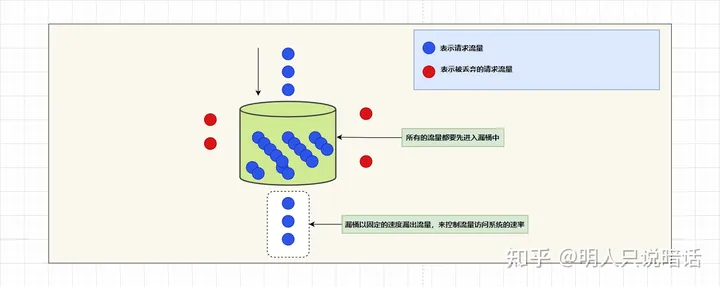 表示请求流量
表示被丢弃的请求流量
所有的流量都要先进入漏桶中
漏桶以固定的速度漏出流量，来控制流量访问系统的速率
知乎 @明人只说暗话